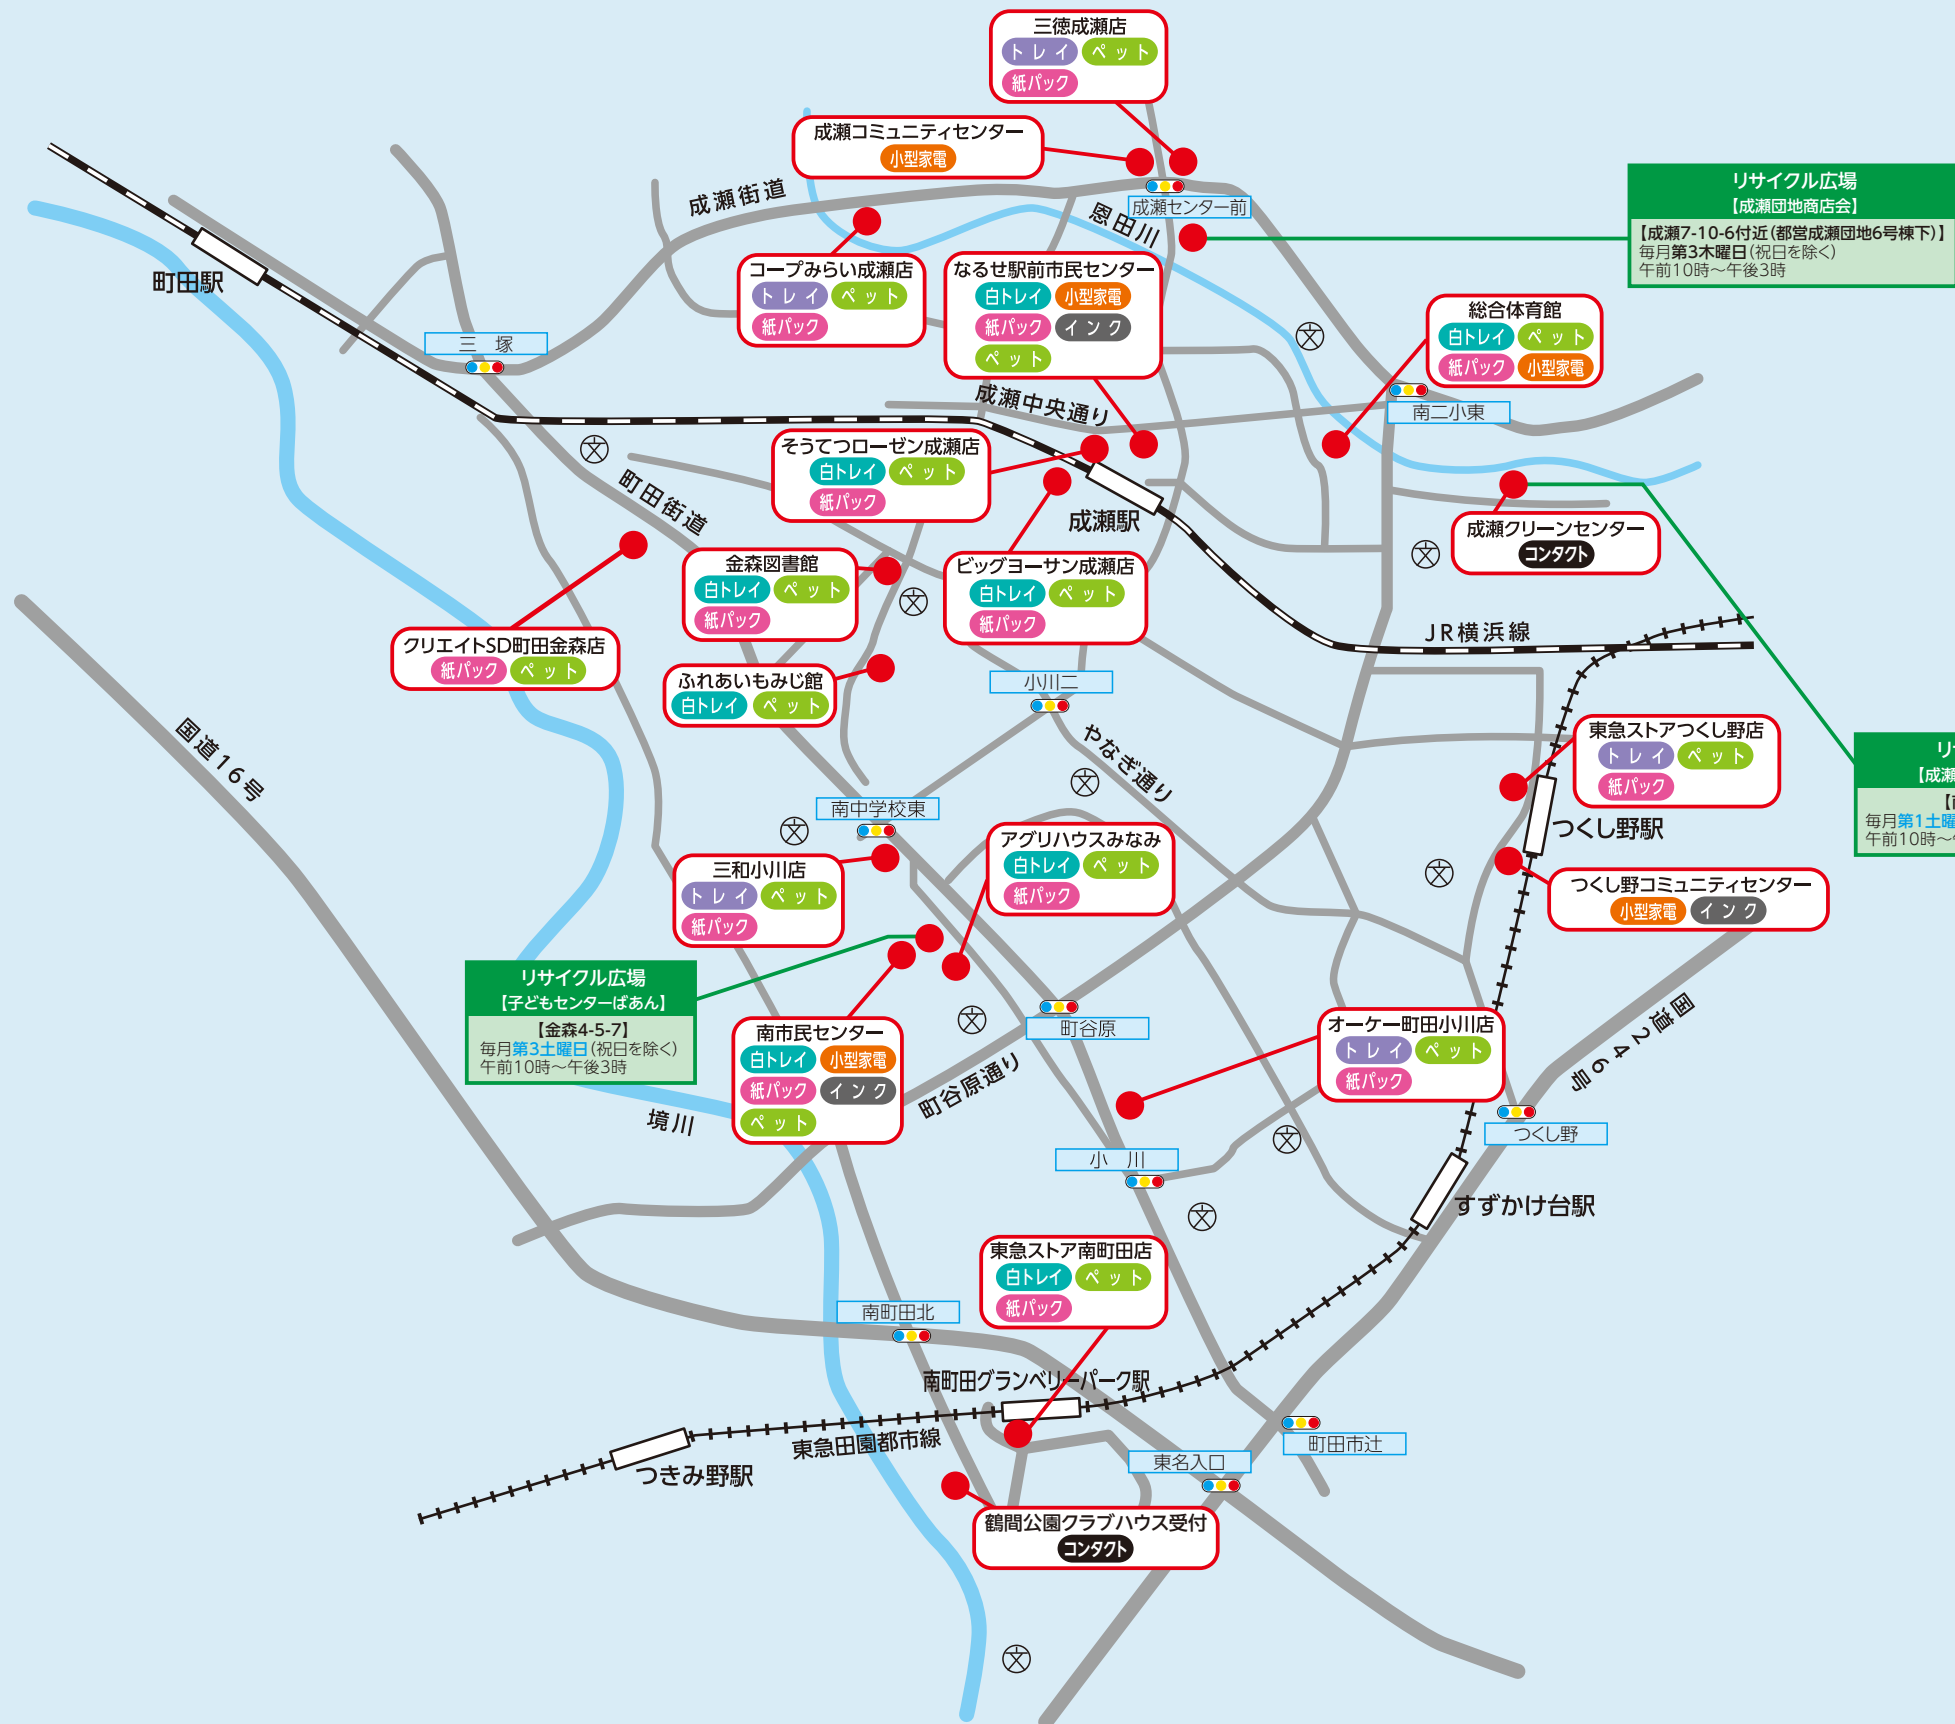 三徳成瀬店
トレイ ペット
紙パック
成瀬コミュニティセンター
小型家電
成瀬街道
成瀬センター前
恩田川
リサイクル広場
【成瀬団地商店会】
【成瀬7-10-6付近(都営成瀬団地6号棟下)】
毎月第3木曜日(祝日を除く)
午前10時～午後3時
町田駅
コープみらい成瀬店
トレイ ペット
紙パック
なるせ駅前市民センター
白トレイ 小型家電
紙パック インク
ペット
総合体育館
白トレイ ペット
紙パック 小型家電
三 塚
成瀬中央通り
南二小東
そうてつローゼン成瀬店
白トレイ ペット
紙パック
町田街道
成瀬駅
成瀬クリーンセンター
コンタクト
金森図書館
白トレイ ペット
紙パック
ビッグヨーサン成瀬店
白トレイ ペット
紙パック
JR横浜線
クリエイトSD町田金森店
紙パック ペット
ふれあいもみじ館
白トレイ ペット
小川二
国道16号
やなぎ通り
東急ストアつくし野店
トレイ ペット
紙パック
リ
【成瀬
毎月第1土曜
午前10時～
南中学校東
つくし野駅
三和小川店
トレイ ペット
紙パック
アグリハウスみなみ
白トレイ ペット
紙パック
つくし野コミュニティセンター
小型家電 インク
リサイクル広場
【子どもセンターばあん】
【金森4-5-7】
毎月第3土曜日(祝日を除く)
午前10時～午後3時
南市民センター
白トレイ 小型家電
紙パック インク
ペット
町谷原
町谷原通り
オーケー町田小川店
トレイ ペット
紙パック
国道246号
境川
つくし野
小 川
すずかけ台駅
東急ストア南町田店
白トレイ ペット
紙パック
南町田北
南町田グランベリーパーク駅
東急田園都市線
つきみ野駅
町田市辻
東名入口
鶴間公園クラブハウス受付
コンタクト